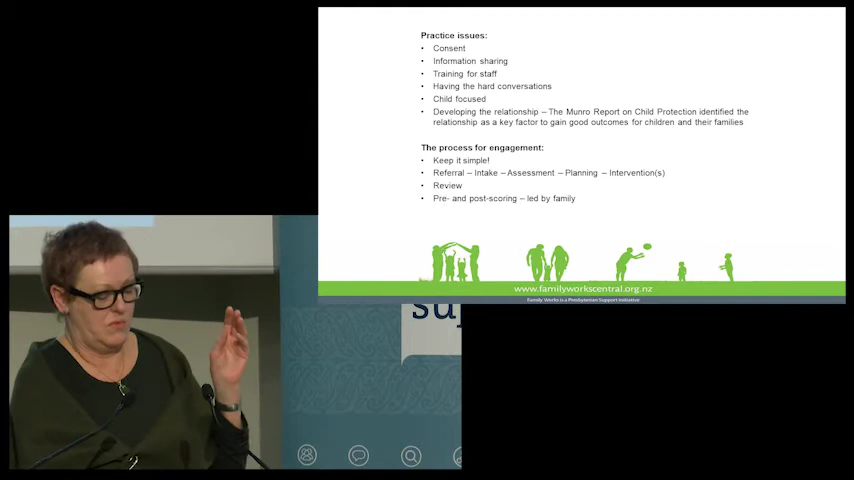 Practice issues:
• Consent
• Information sharing
• Training for staff
• Having the hard conversations
• Child focused
• Developing the relationship – The Munro Report on Child Protection identified the
relationship as a key factor to gain good outcomes for children and their families
The process for engagement:
• Keep it simple!
• Referral – Intake – Assessment – Planning – Intervention(s)
• Review
• Pre- and post-scoring – led by family
www.familyworkscentral.org.nz
Family Works is a Presbyterian Support Initiative